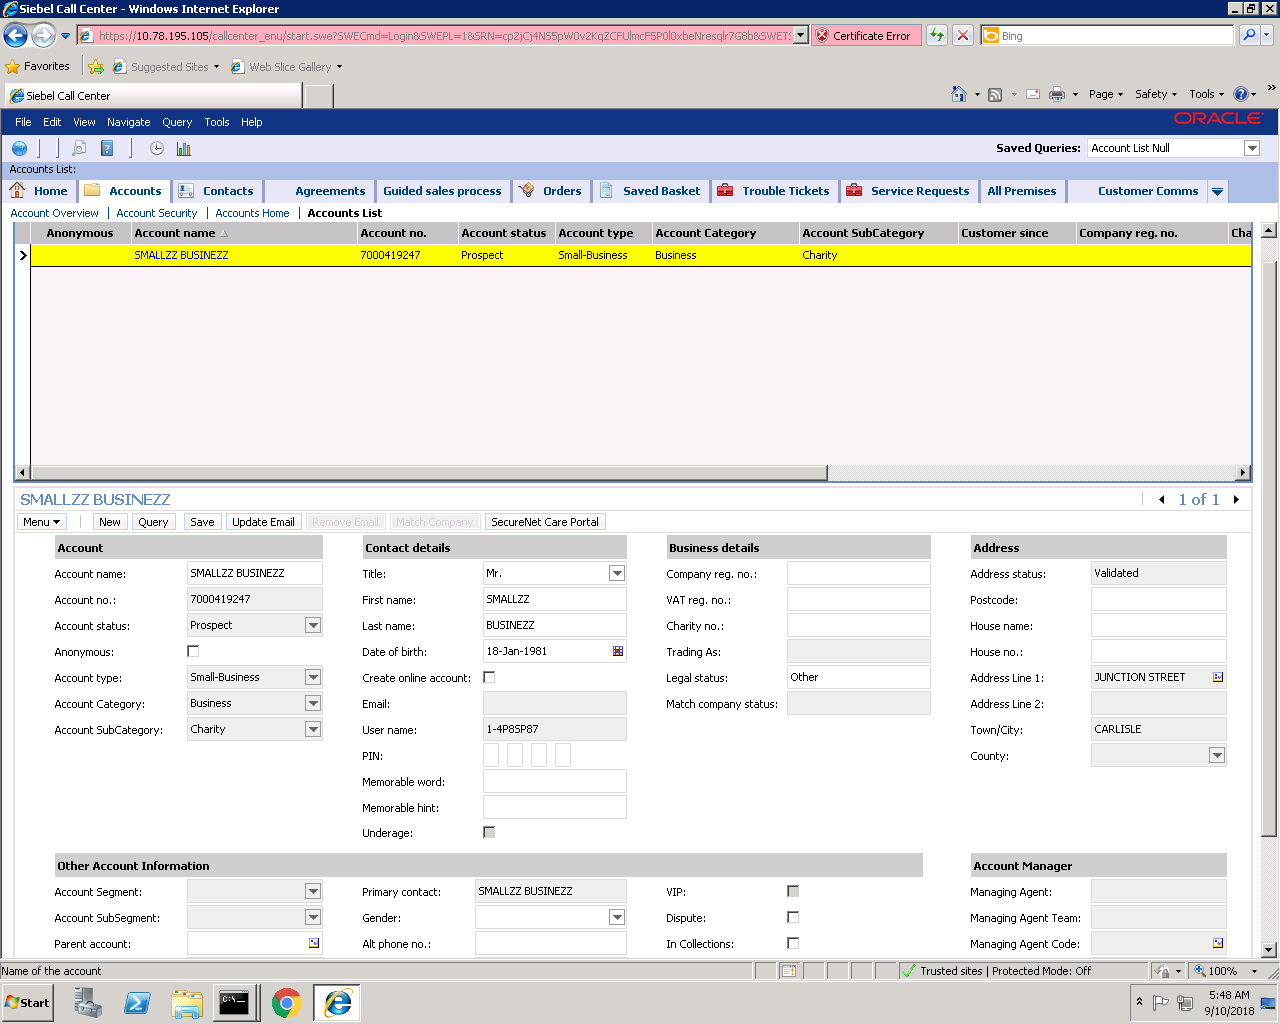 Siebel Call Center - Windows Internet Explorer
https://10.78.195.105/callcenter_enu/start.swe?SWECmd=Login&SWEPL=1&SRN=
Certificate Error
Bing
Favorites
Suggested Sites
Web Slice Gallery
Siebel Call Center
Page
Safety
Tools
File Edit View Navigate Query Tools Help
ORACLE
Saved Queries: Account List Null
Accounts List:
Home Accounts Contacts Agreements Guided sales process Orders Saved Basket Trouble Tickets Service Requests All Premises Customer Comms
Account Overview | Account Security | Accounts Home | Accounts List
Anonymous Account name Account no. Account status Account type Account Category Account SubCategory Customer since Company reg. no. Cha
SMALLZZ BUSINEZZ 7000419247 Prospect Small-Business Business Charity
SMALLZZ BUSINEZZ
1 of 1
Menu New Query Save Update Email Remove Email Match Company SecureNet Care Portal
Account Contact details Business details Address
Account name: SMALLZZ BUSINEZZ Title: Mr. Company reg. no.: Address status: Validated
Account no.: 7000419247 First name: SMALLZZ VAT reg. no.: Postcode:
Account status: Prospect Last name: BUSINEZZ Charity no.: House name:
Anonymous: Date of birth: 18-Jan-1981 Trading As: House no.:
Account type: Small-Business Create online account: Legal status: Other Address Line 1: JUNCTION STREET
Account Category: Business Email: Match company status: Address Line 2:
Account SubCategory: Charity User name: 1-4P8SP87 Town/City: CARLISLE
PIN: County:
Memorable word:
Memorable hint:
Underage:
Other Account Information Account Manager
Account Segment: Primary contact: SMALLZZ BUSINEZZ VIP: Managing Agent:
Account SubSegment: Gender: Dispute: Managing Agent Team:
Parent account: Alt phone no.: In Collections: Managing Agent Code:
Name of the account
Trusted sites | Protected Mode: Off
100%
Start
C:\
5:48 AM
9/10/2018